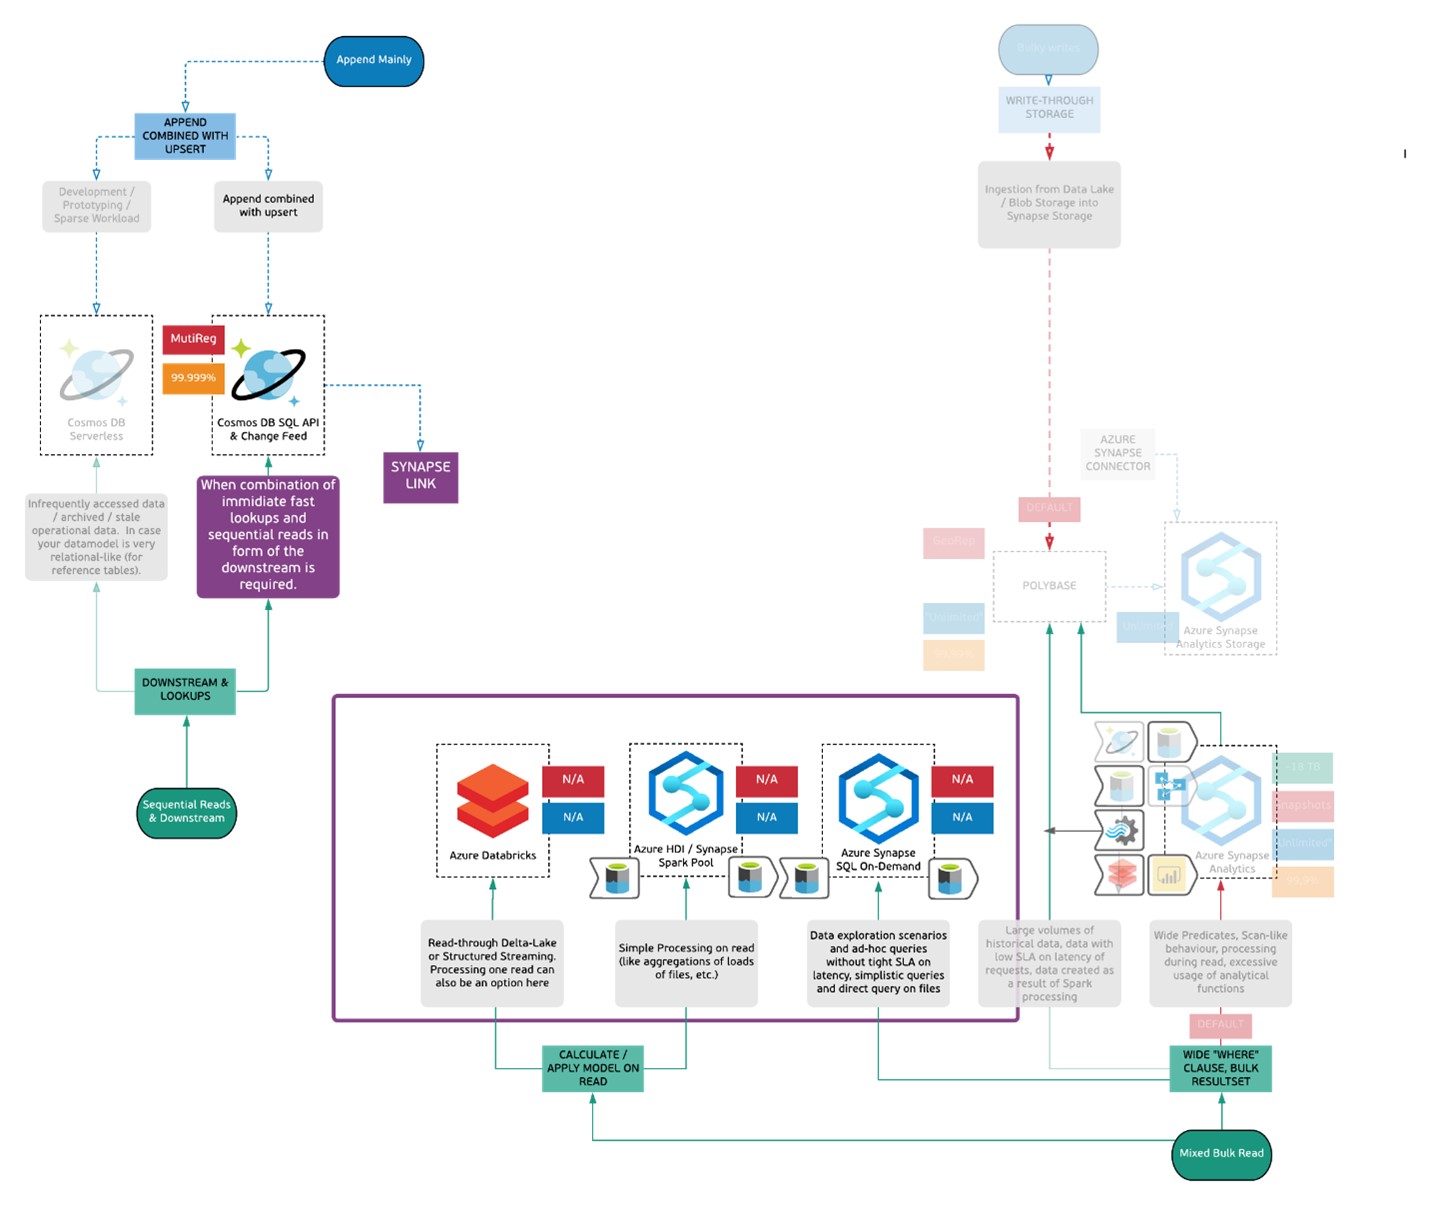 Append Mainly
APPEND
COMBINED WITH
UPSERT
Development /
Prototyping /
Sparse Workload
Append combined
with upsert
MutiReg
99.999%
Cosmos DB
Serverless
Cosmos DB SQL API
& Change Feed
SYNAPSE
LINK
Infrequently accessed data
/ archived / stale
operational data. In case
your datamodel is very
relational-like (for
reference tables).
When combination of
immidiate fast
lookups and
sequential reads in
form of the
downstream is
required.
DOWNSTREAM &
LOOKUPS
Sequential Reads
& Downstream
WRITE-THROUGH
STORAGE
Ingestion from Data Lake
/ Blob Storage into
Synapse Storage
AZURE
SYNAPSE
CONNECTOR
DEFAULT
GeoRep
POLYBASE
"Unlimited"
Azure Synapse
Analytics Storage
N/A
N/A
Azure Databricks
N/A
N/A
Azure HDI / Synapse
Spark Pool
N/A
N/A
Azure Synapse
SQL On-Demand
Snapshots
"Unlimited"
Azure Synapse
Analytics
Read-through Delta-Lake
or Structured Streaming.
Processing one read can
also be an option here
Simple Processing on read
(like aggregations of loads
of files, etc.)
Data exploration scenarios
and ad-hoc queries
without tight SLA on
latency, simplistic queries
and direct query on files
Large volumes of
historical data, data with
low SLA on latency of
requests, data created as
a result of Spark
processing
Wide Predicates, Scan-like
behaviour, processing
during read, excessive
usage of analytical
functions
DEFAULT
CALCULATE /
APPLY MODEL ON
READ
WIDE "WHERE"
CLAUSE, BULK
RESULTSET
Mixed Bulk Read